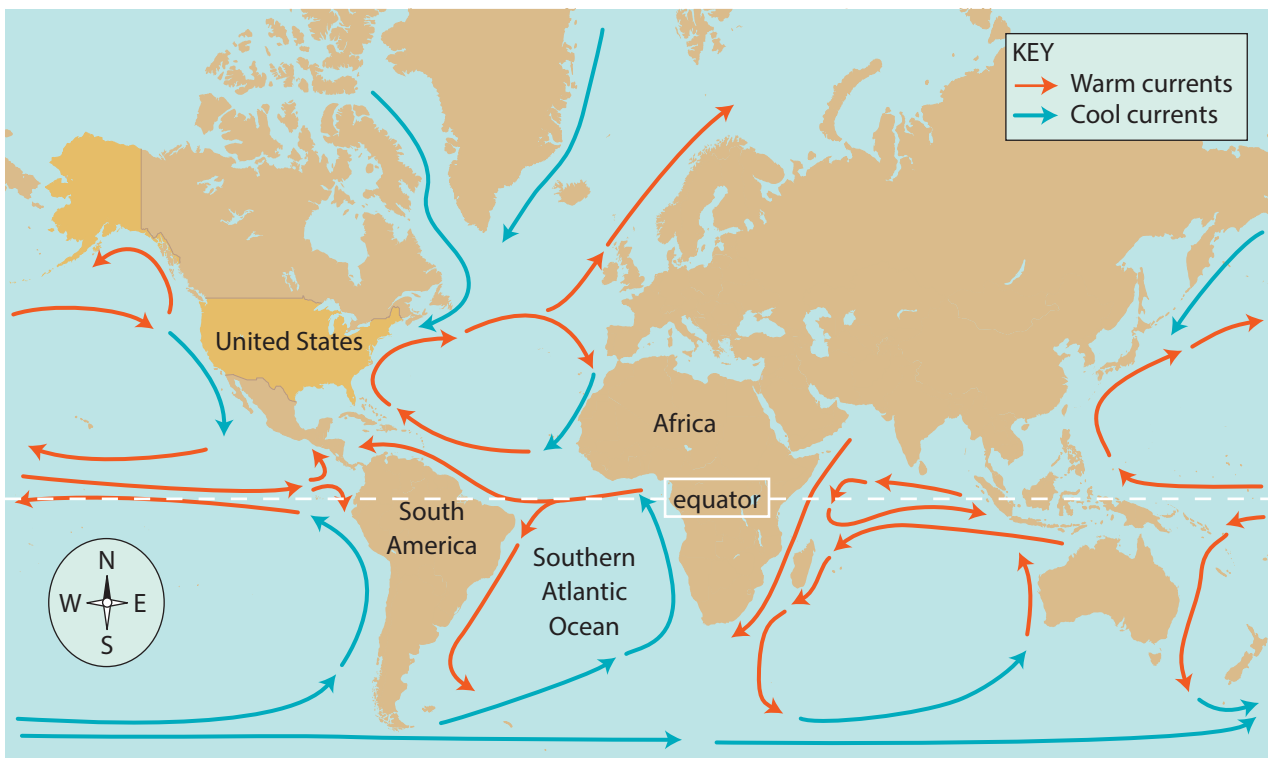 KEY
Warm currents
Cool currents
United States
Africa
equator
South
America
Southern
Atlantic
Ocean
N
W E
S